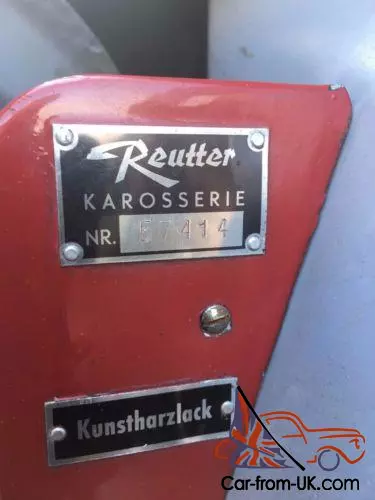 Reutter
KAROSSERIE
NR. 57414
Kunstharzlack
Car-from-UK.com